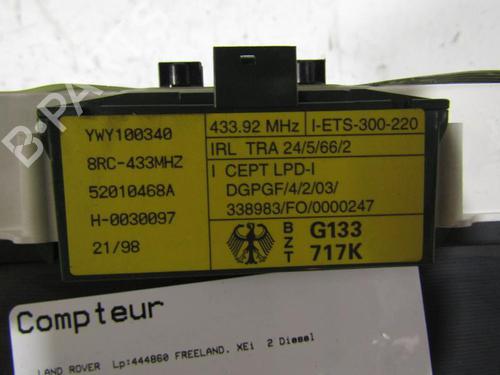 YWY100340
8RC-433MHZ
52010468A
H-0030097
21/98
433.92 MHz I-ETS-300-220
IRL TRA 24/5/66/2
I CEPT LPD-I
DGPGF/4/2/03/
338983/FO/0000247
BZT G133
717K
Compteur
LAND ROVER Lp:444860 FREELAND. XEi 2 Diesel
B-PARTS